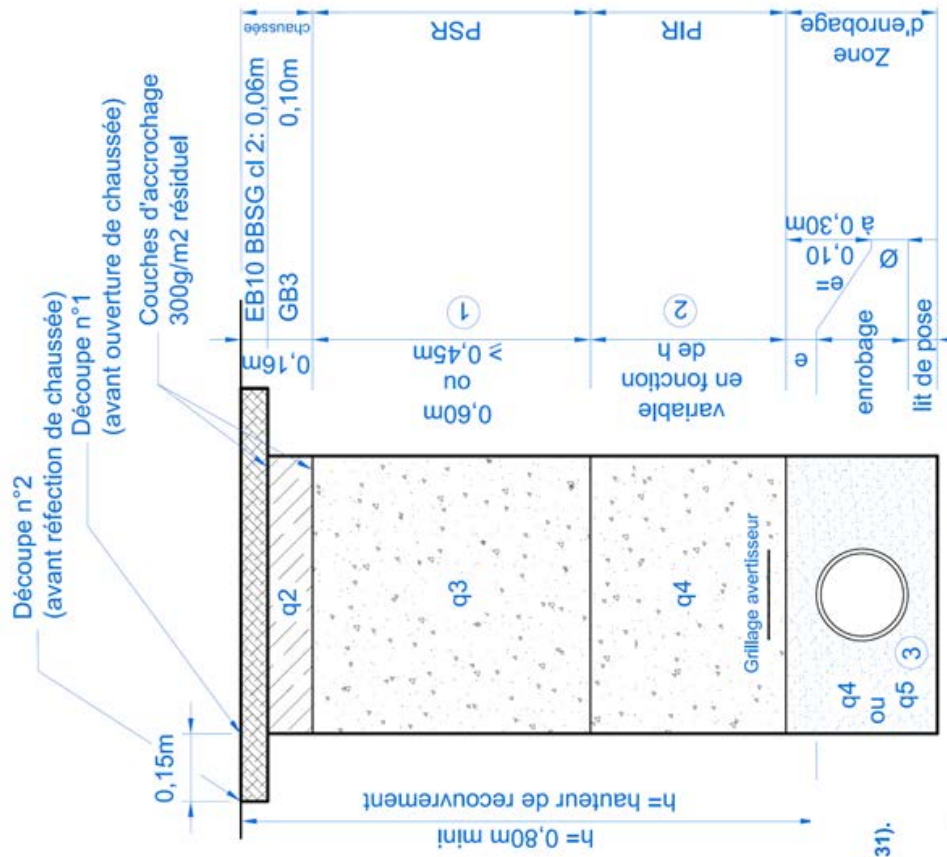 Découpe n°2
(avant réfection de chaussée)
Découpe n°1
(avant ouverture de chaussée)
Couches d'accrochage
300g/m2 résiduel
0,15m
chaussée
EB10 BBSG cl 2: 0,06m
GB3 0,10m
0,16m
q2
PSR
1
0,60m
ou
≥ 0,45m
q3
PIR
2
variable
en fonction
de h
q4
Grillage avertisseur
Zone
d'enrobage
e=
0,10
à 0,30m
e
Ø
enrobage
lit de pose
q4
ou
q5
3
h= hauteur de recouvrement
h= 0,80m mini
31).